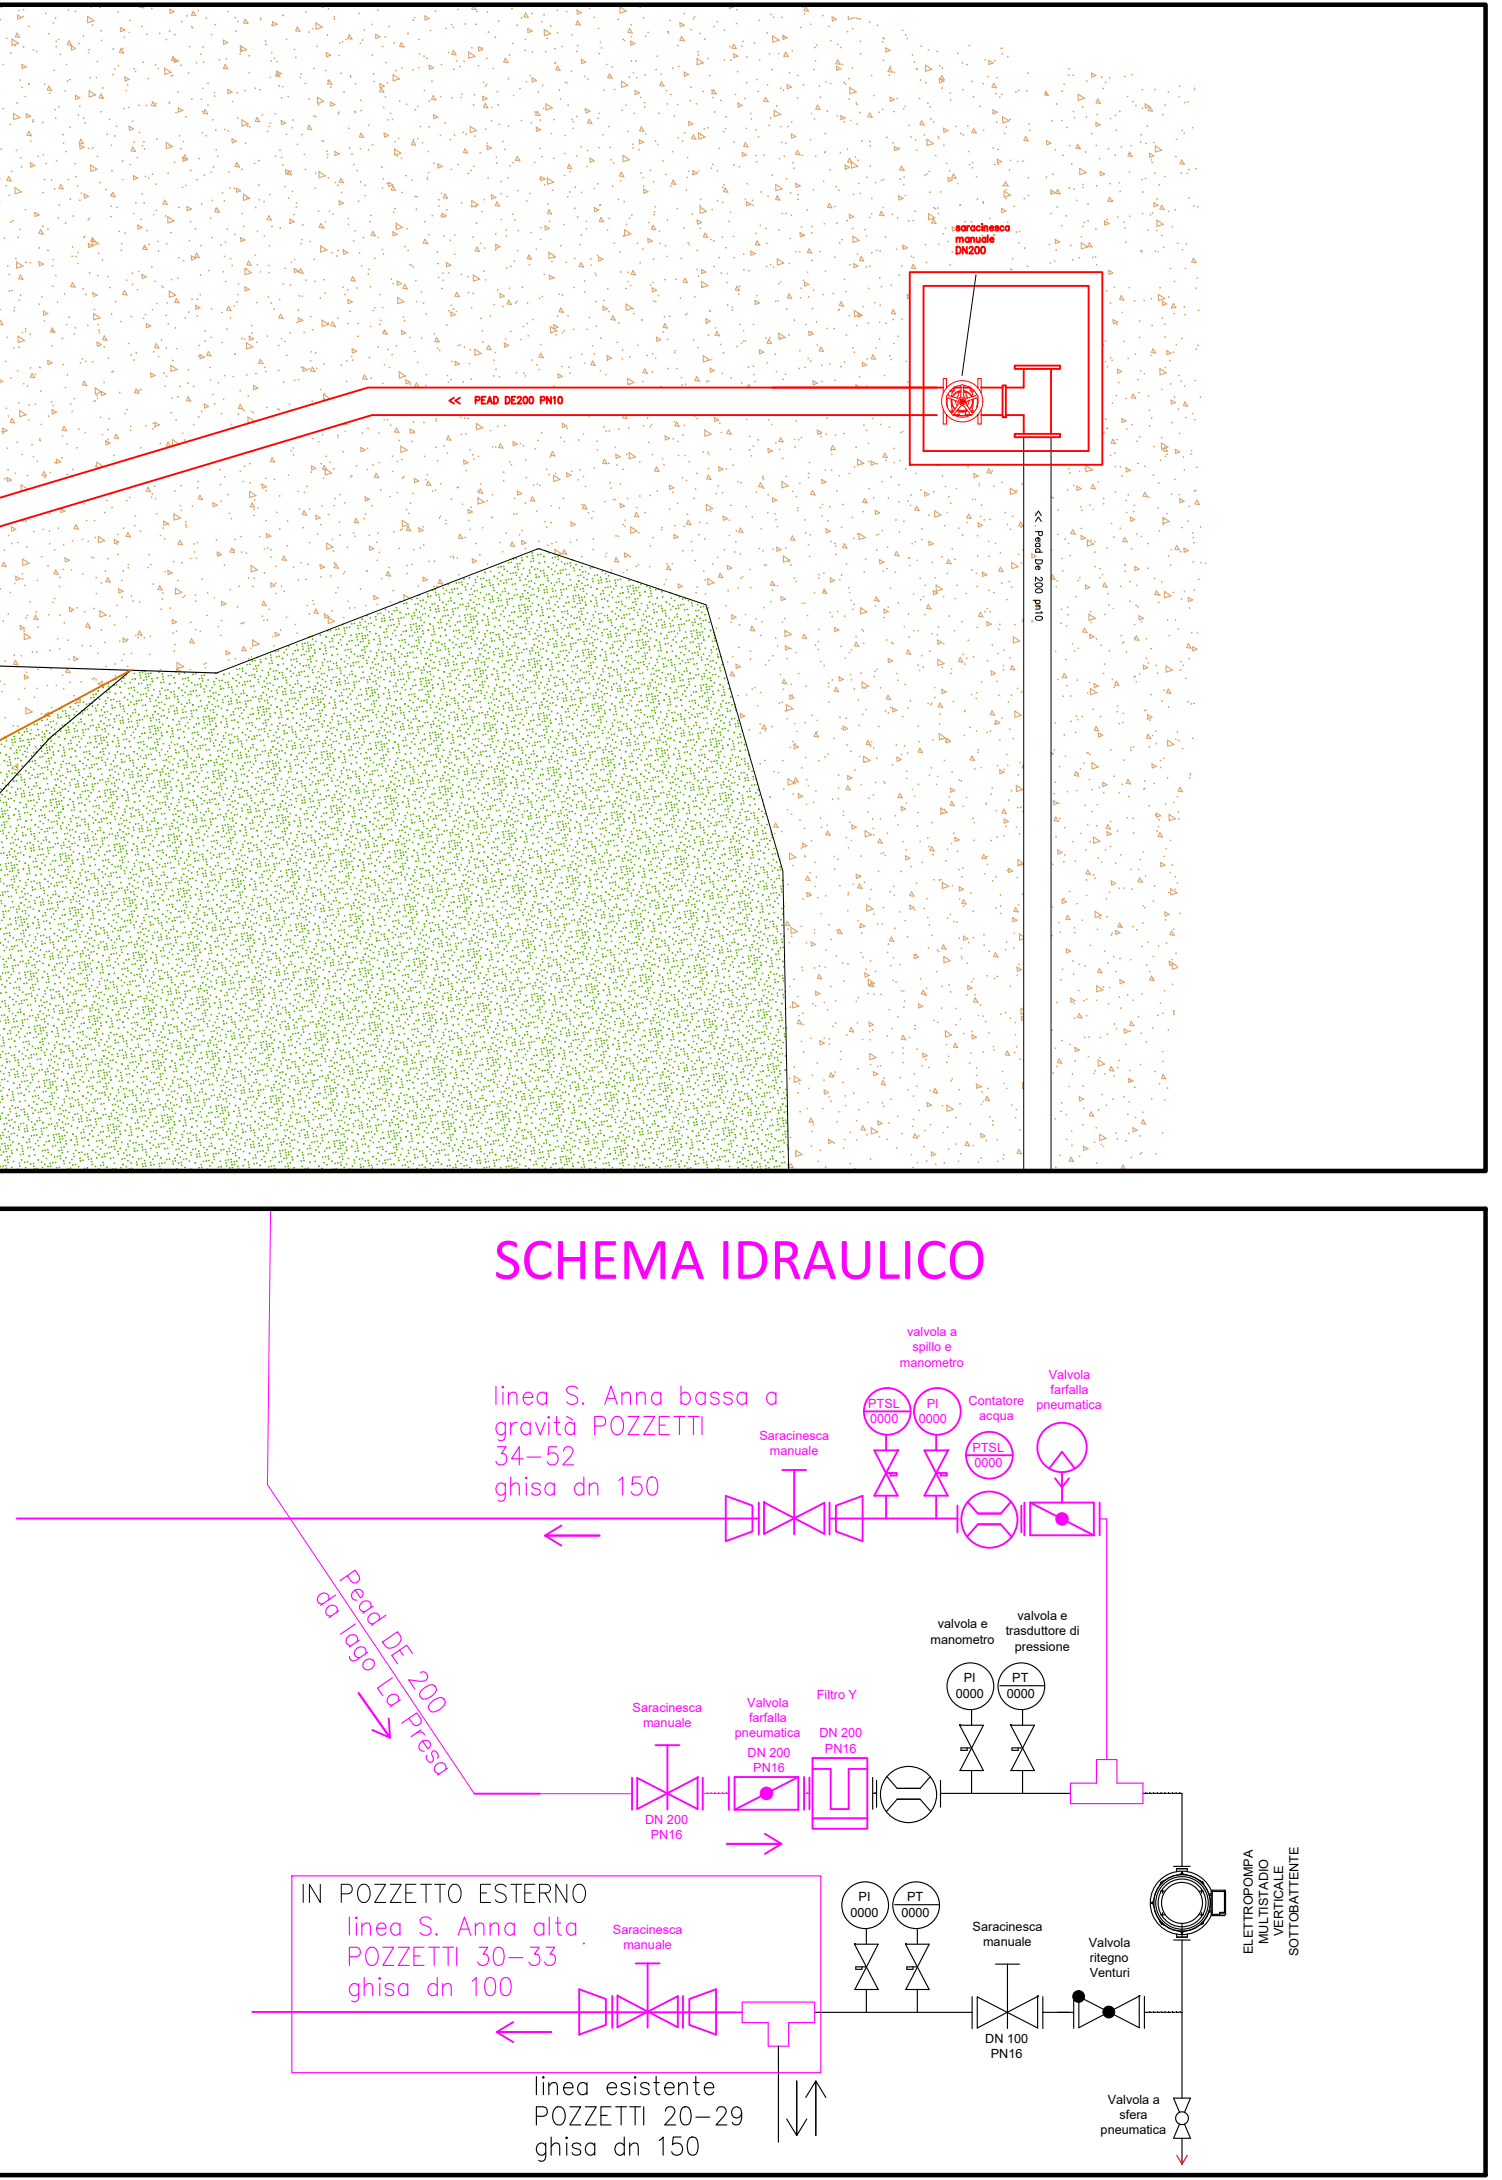 saracinesca
manuale
DN200
<< PEAD DE200 PN10
<< Pead De 200 pn10
SCHEMA IDRAULICO
valvola a
spillo e
manometro
Valvola
farfalla
pneumatica
linea S. Anna bassa a
gravità POZZETTI
34-52
ghisa dn 150
PTSL
0000
PI
0000
Contatore
acqua
Saracinesca
manuale
PTSL
0000
Pead DE 200
da lago La Presa
valvola e
manometro
valvola e
trasduttore di
pressione
PI
0000
PT
0000
Saracinesca
manuale
Valvola
farfalla
pneumatica
DN 200
PN16
Filtro Y
DN 200
PN16
DN 200
PN16
ELETTROPOMPA
MULTISTADIO
VERTICALE
SOTTOBATTENTE
IN POZZETTO ESTERNO
linea S. Anna alta
POZZETTI 30-33
ghisa dn 100
Saracinesca
manuale
PI
0000
PT
0000
Saracinesca
manuale
Valvola
ritegno
Venturi
DN 100
PN16
linea esistente
POZZETTI 20-29
ghisa dn 150
Valvola a
sfera
pneumatica